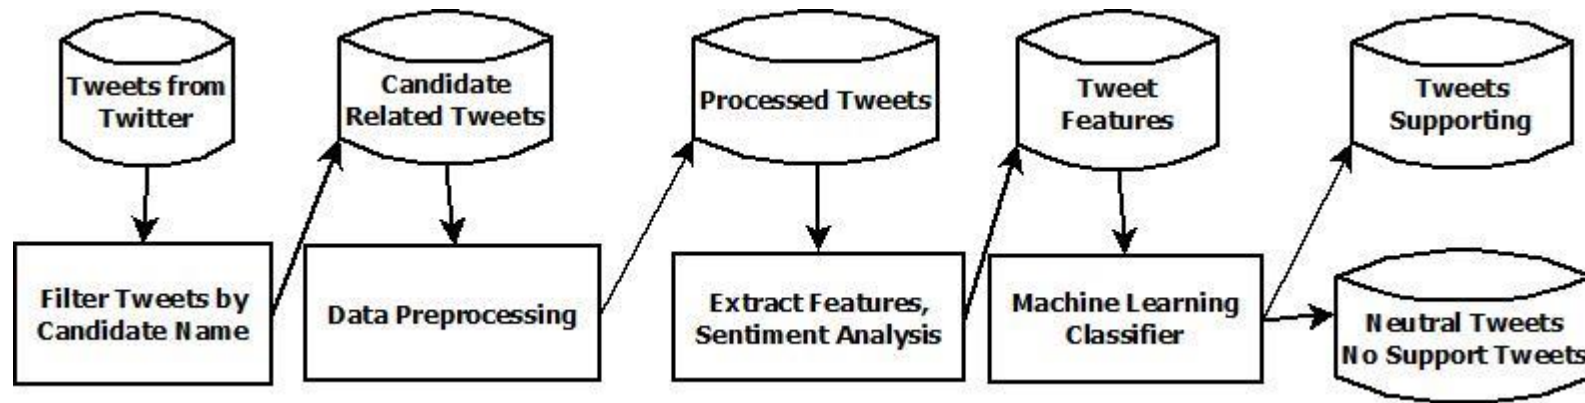 Tweets from
Twitter
Candidate
Related Tweets
Processed Tweets
Tweet
Features
Tweets
Supporting
Filter Tweets by
Candidate Name
Data Preprocessing
Extract Features,
Sentiment Analysis
Machine Learning
Classifier
Neutral Tweets
No Support Tweets